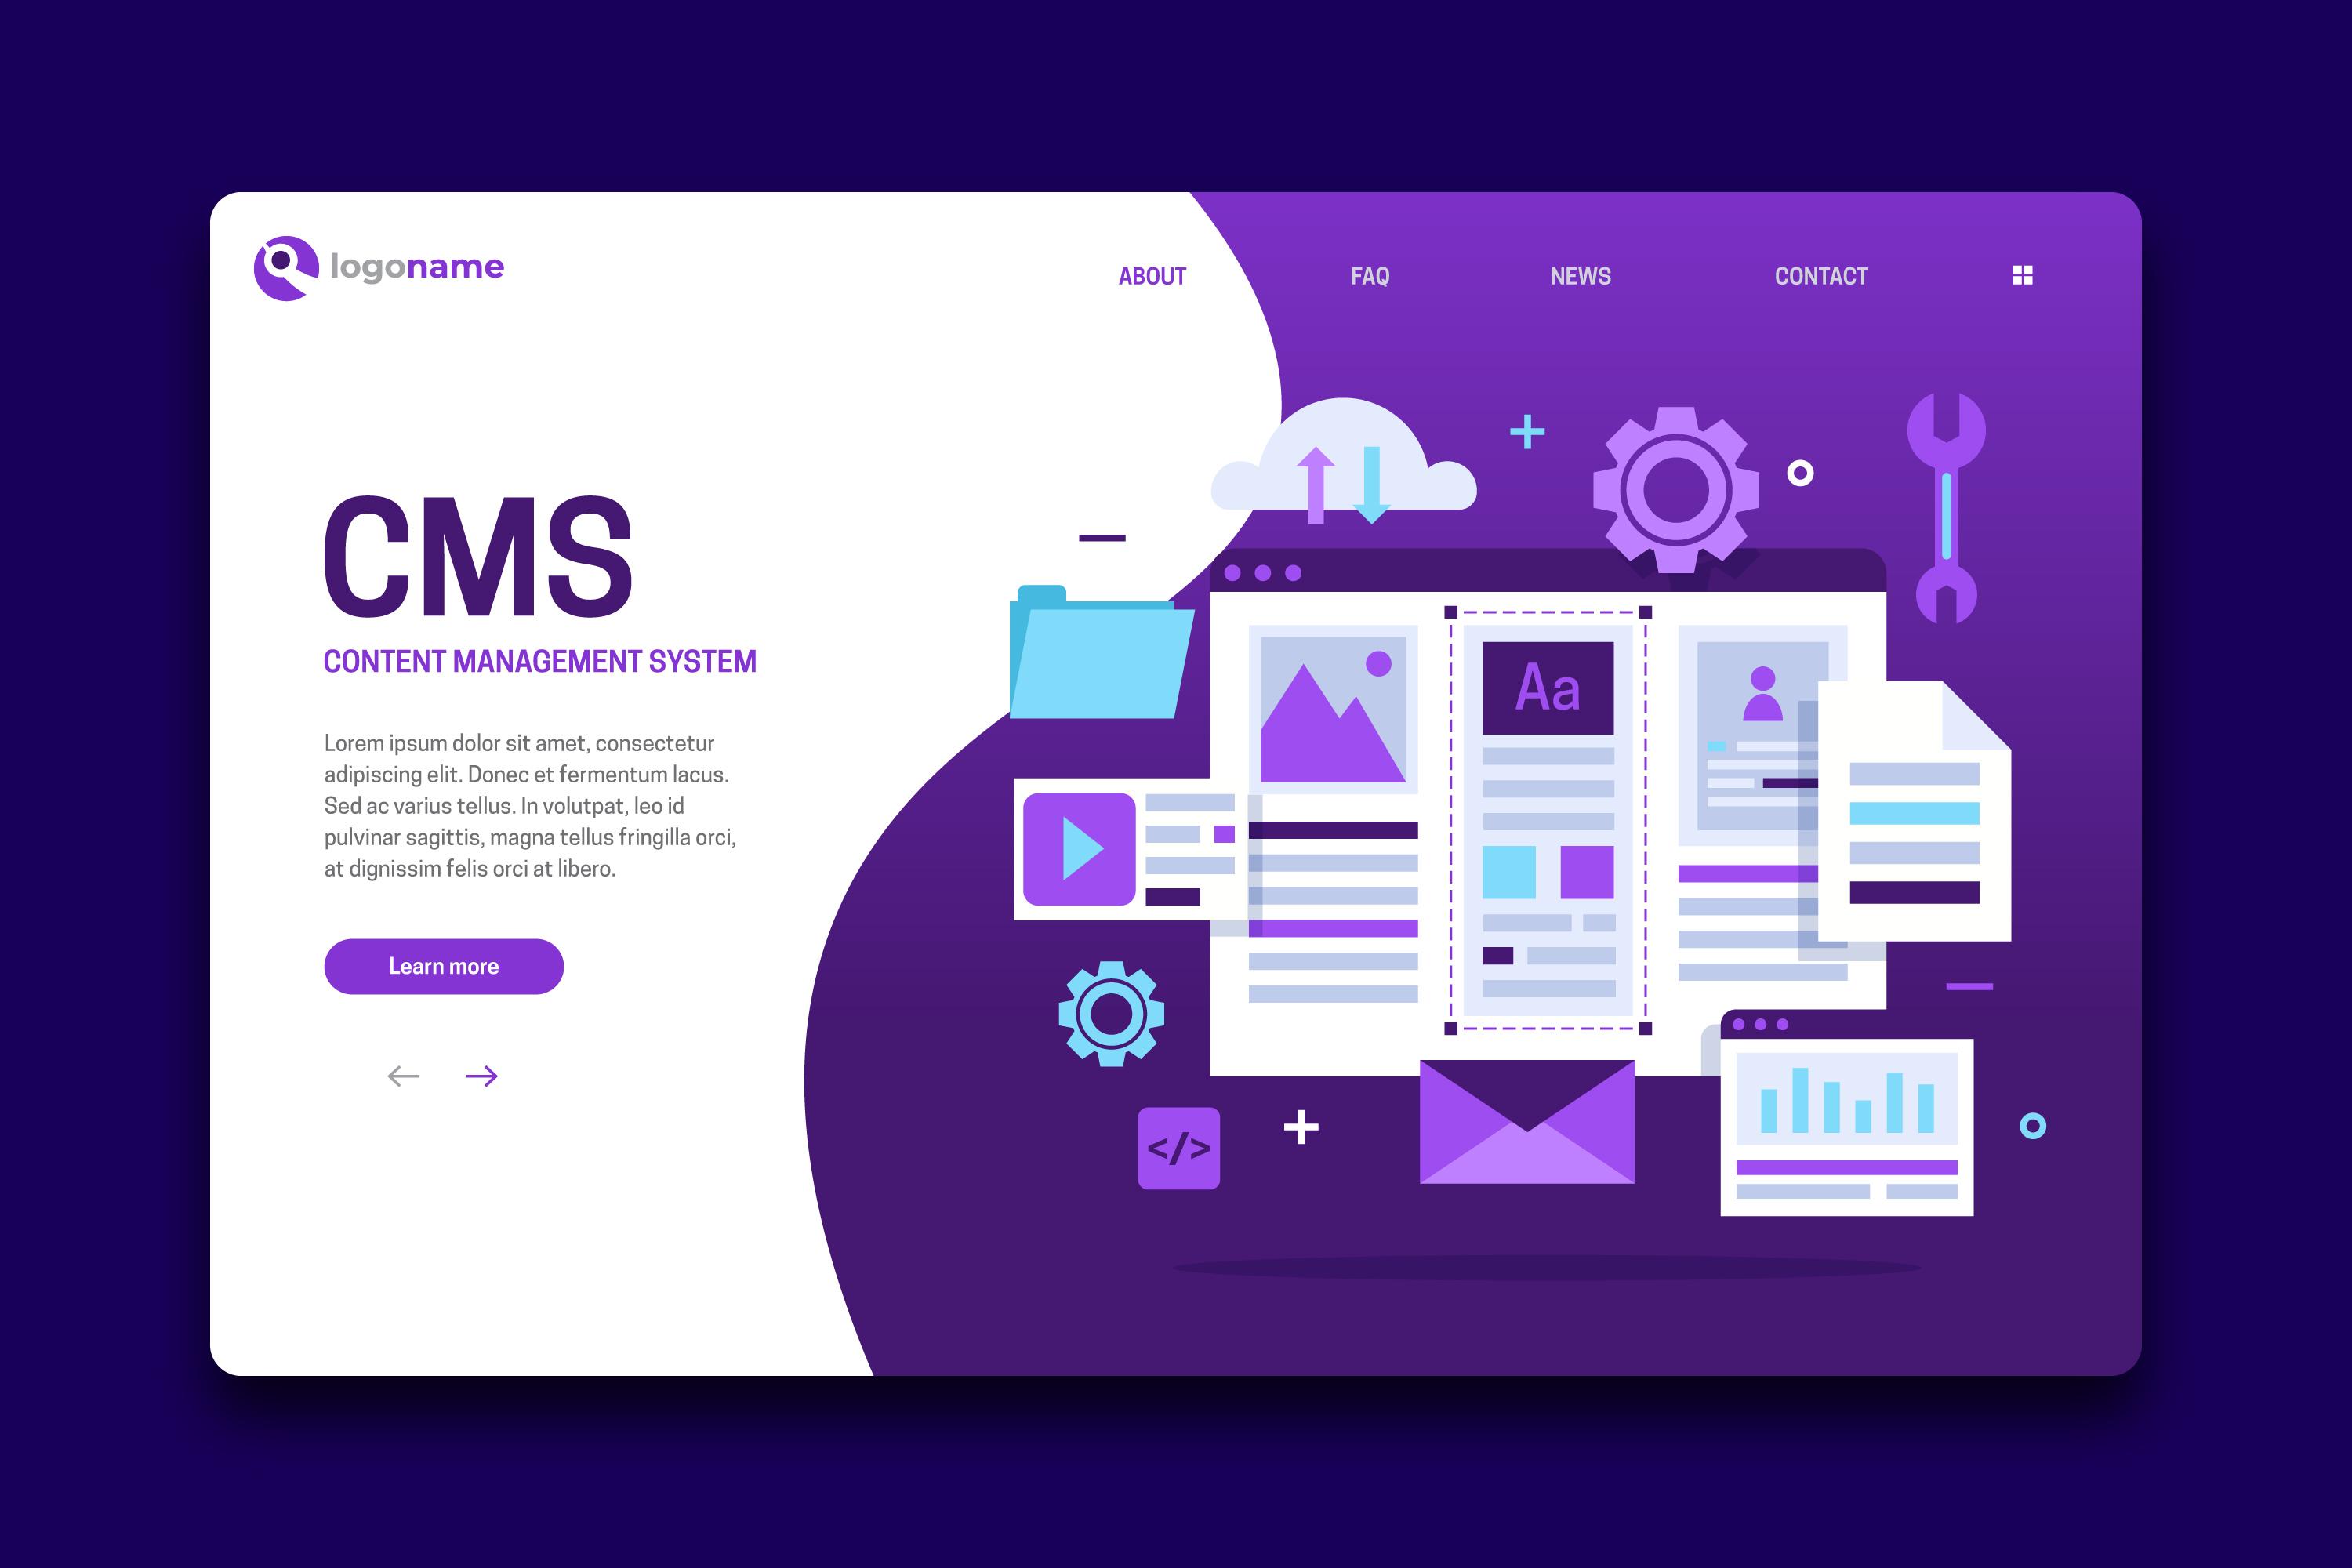 logoname
ABOUT FAQ NEWS CONTACT
CMS
CONTENT MANAGEMENT SYSTEM
Lorem ipsum dolor sit amet, consectetur
adipiscing elit. Donec et fermentum lacus.
Sed ac varius tellus. In volutpat, leo id
pulvinar sagittis, magna tellus fringilla orci,
at dignissim felis orci at libero.
Learn more
Aa
</>